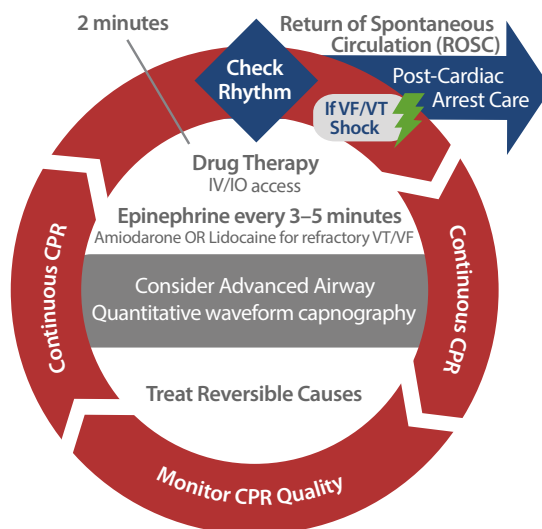 2 minutes
Return of Spontaneous
Circulation (ROSC)
Check
Rhythm
Post-Cardiac
Arrest Care
If VF/VT
Shock
Drug Therapy
IV/IO access
Epinephrine every 3–5 minutes
Amiodarone OR Lidocaine for refractory VT/VF
Consider Advanced Airway
Quantitative waveform capnography
Continuous CPR
Continuous CPR
Treat Reversible Causes
Monitor CPR Quality